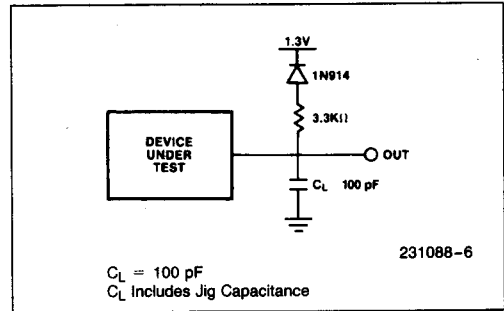 1.3V
1N914
3.3KΩ
DEVICE
UNDER
TEST
OUT
CL 100 pF
231088-6
CL = 100 pF
CL Includes Jig Capacitance